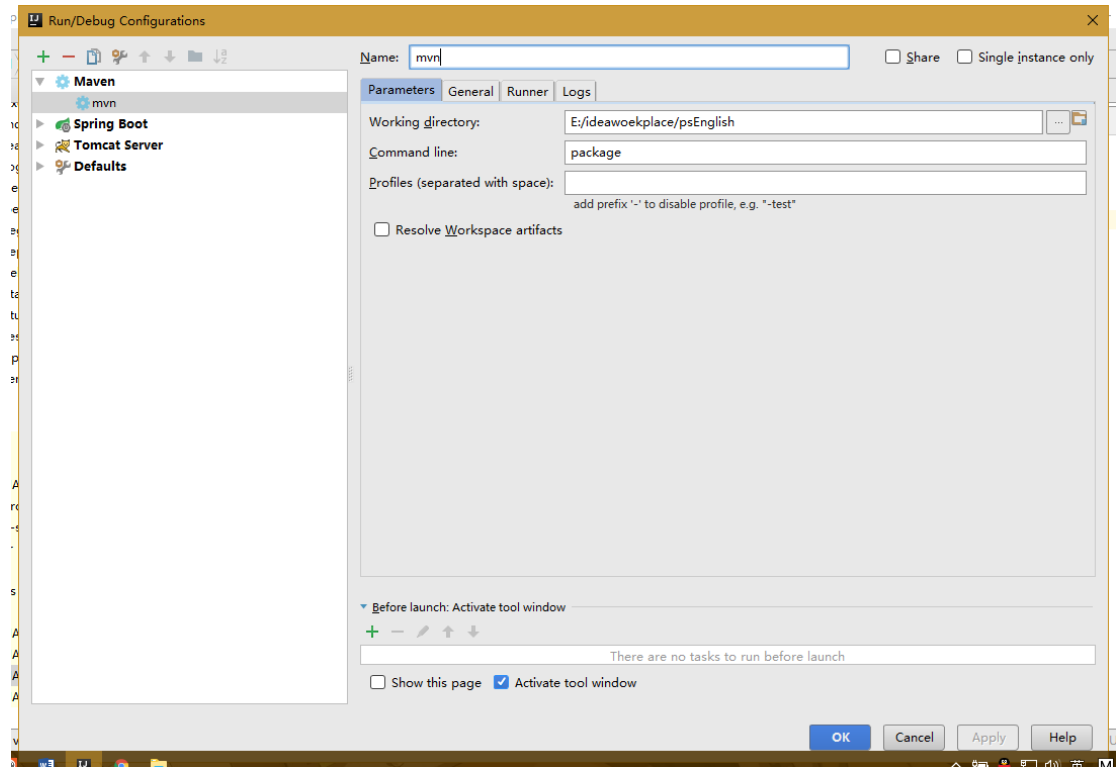 Run/Debug Configurations
Name: mvn
Share
Single instance only
Maven
mvn
Spring Boot
Tomcat Server
Defaults
Parameters General Runner Logs
Working directory: E:/ideawoekplace/psEnglish ...
Command line: package
Profiles (separated with space):
add prefix '-' to disable profile, e.g. "-test"
Resolve Workspace artifacts
Before launch: Activate tool window
There are no tasks to run before launch
Show this page Activate tool window
OK Cancel Apply Help
英 M